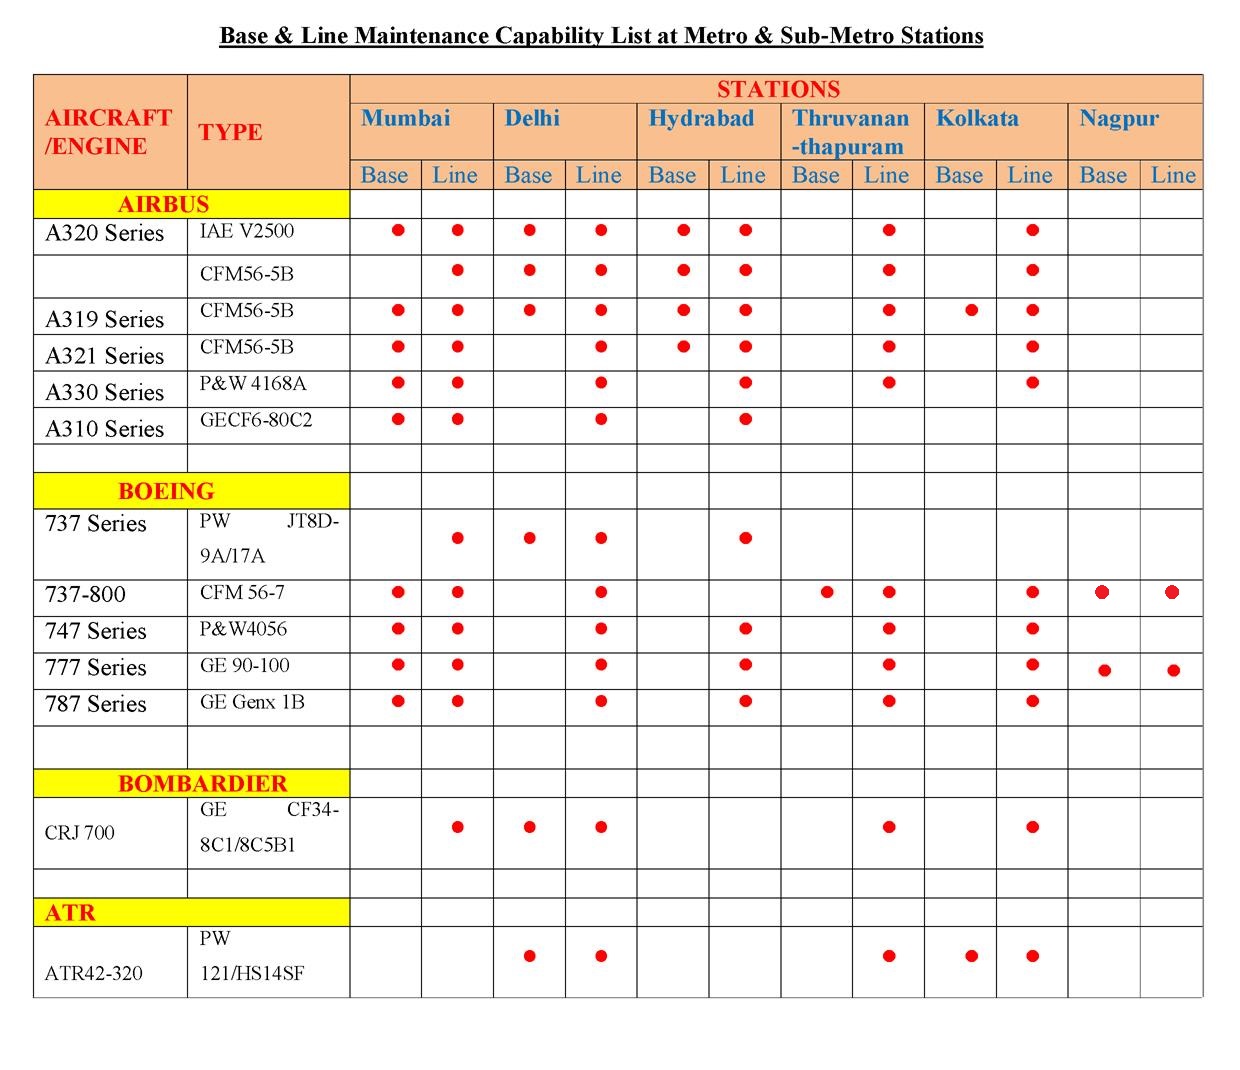 Base & Line Maintenance Capability List at Metro & Sub-Metro Stations
AIRCRAFT
/ENGINE
TYPE
STATIONS
Mumbai
Delhi
Hydrabad
Thruvanan
-thapuram
Kolkata
Nagpur
Base Line Base Line Base Line Base Line Base Line Base Line
AIRBUS
A320 Series IAE V2500
CFM56-5B
A319 Series CFM56-5B
A321 Series CFM56-5B
A330 Series P&W 4168A
A310 Series GECF6-80C2
BOEING
737 Series PW JT8D-
9A/17A
737-800 CFM 56-7
747 Series P&W4056
777 Series GE 90-100
787 Series GE Genx 1B
BOMBARDIER
CRJ 700
GE CF34-
8C1/8C5B1
ATR
ATR42-320
PW
121/HS14SF